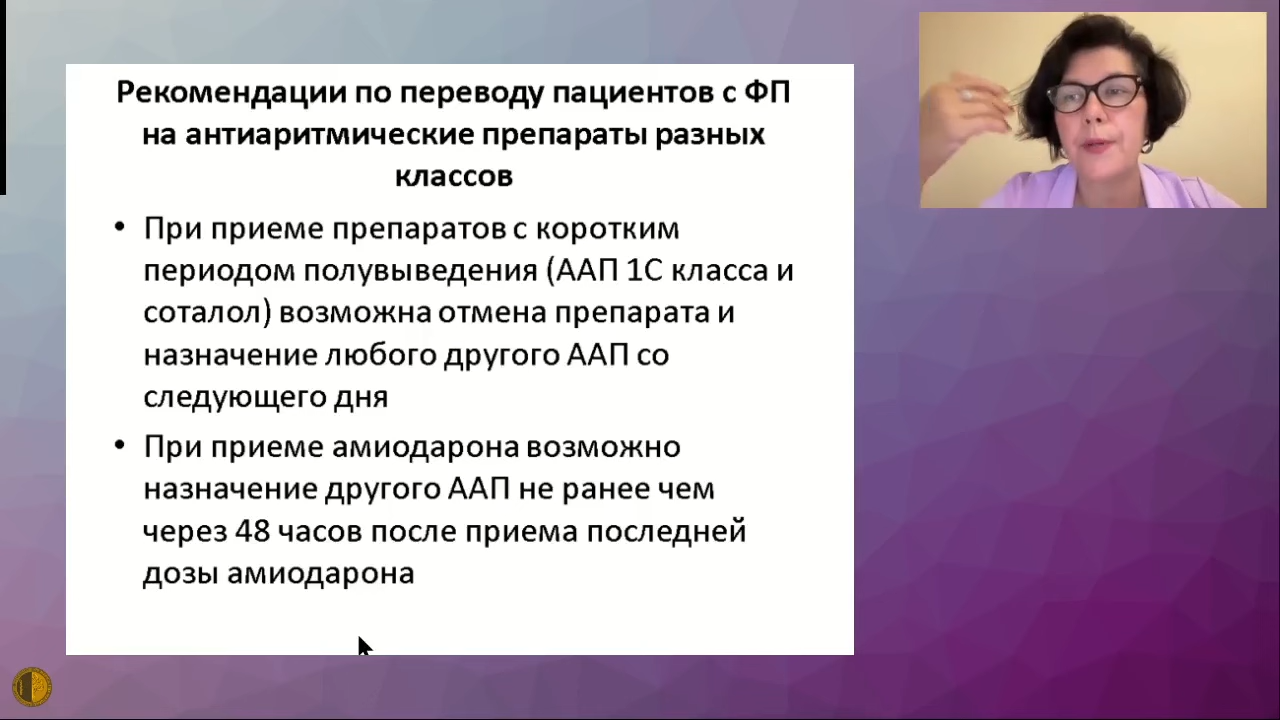 Рекомендации по переводу пациентов с ФП
на антиаритмические препараты разных
классов
• При приеме препаратов с коротким
периодом полувыведения (ААП 1С класса и
соталол) возможна отмена препарата и
назначение любого другого ААП со
следующего дня
• При приеме амиодарона возможно
назначение другого ААП не ранее чем
через 48 часов после приема последней
дозы амиодарона